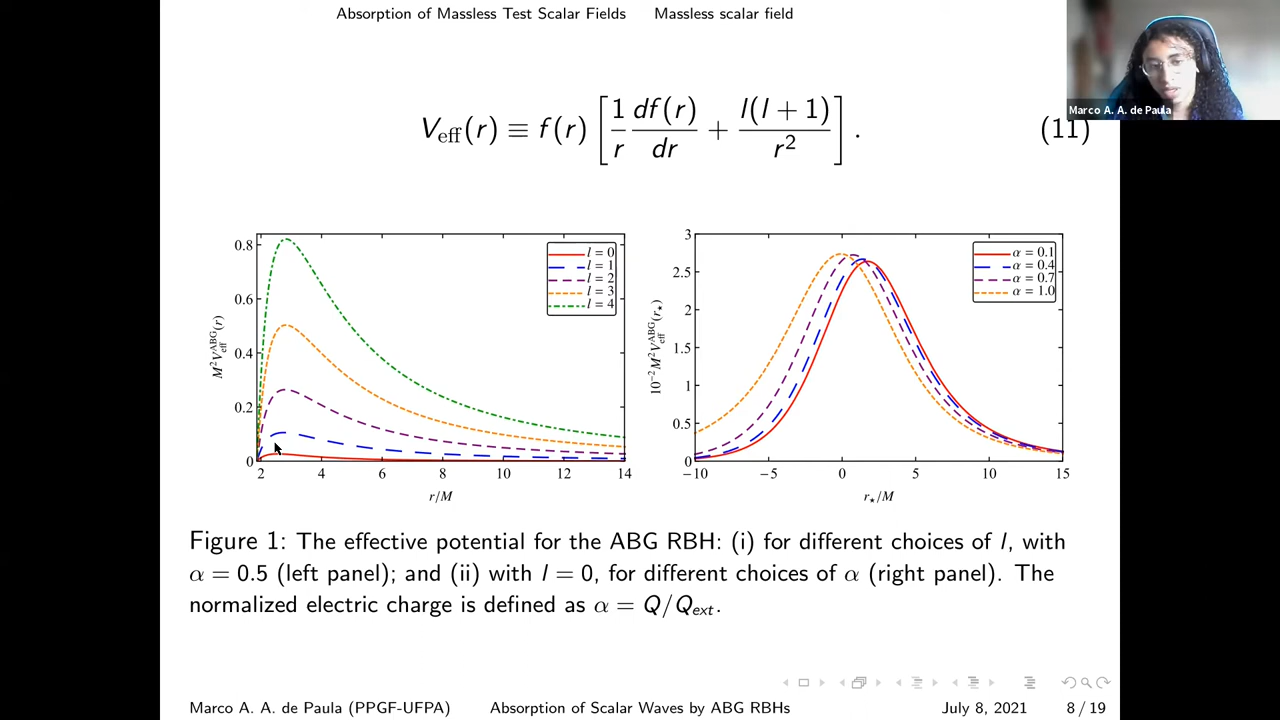 Absorption of Massless Test Scalar Fields Massless scalar field
Marco A. A. de Paula
V_eff(r) ≡ f(r) [ 1/r df(r)/dr + l(l + 1)/r² ] . (11)
M²V_eff^ABG(r)
0.8
0.6
0.4
0.2
0
2 4 6 8 10 12 14
r/M
l = 0
l = 1
l = 2
l = 3
l = 4
10⁻²M²V_eff^ABG(r⋆)
3
2.5
2
1.5
1
0.5
0
−10 −5 0 5 10 15
r⋆/M
α = 0.1
α = 0.4
α = 0.7
α = 1.0
Figure 1: The effective potential for the ABG RBH: (i) for different choices of l, with
α = 0.5 (left panel); and (ii) with l = 0, for different choices of α (right panel). The
normalized electric charge is defined as α = Q/Q_ext.
Marco A. A. de Paula (PPGF-UFPA) Absorption of Scalar Waves by ABG RBHs July 8, 2021 8 / 19